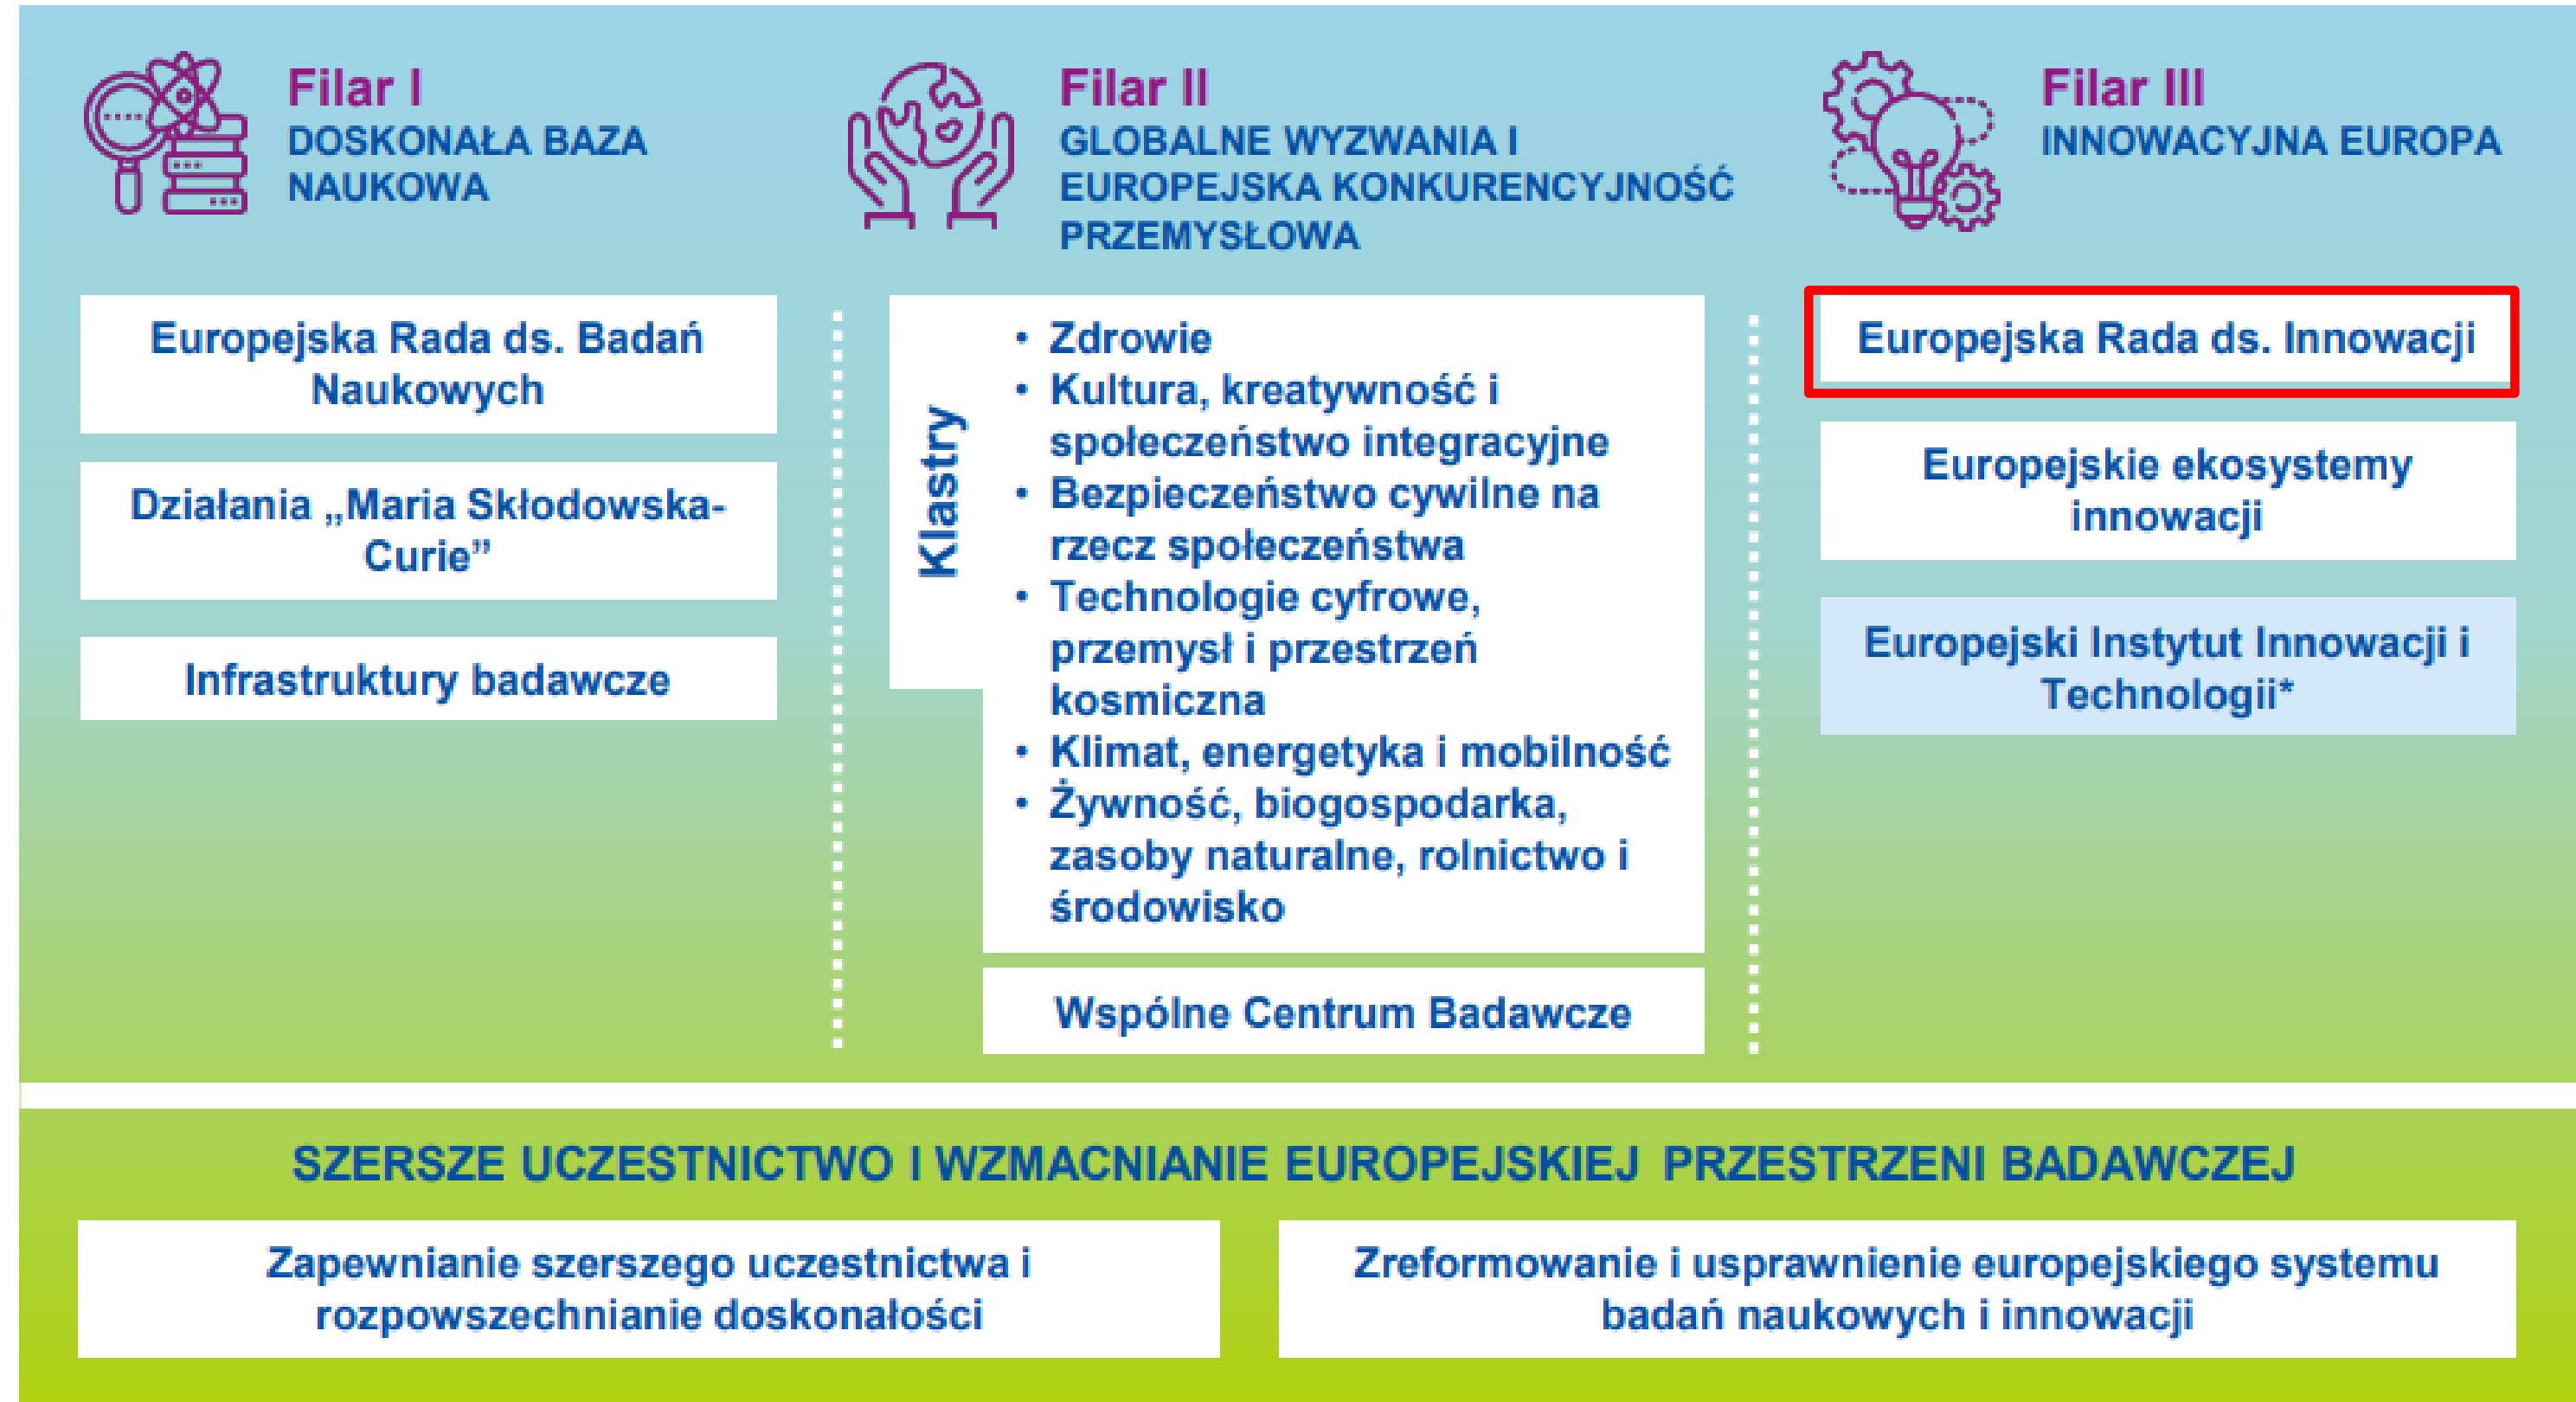 Filar I
DOSKONAŁA BAZA
NAUKOWA
Europejska Rada ds. Badań
Naukowych
Działania „Maria Skłodowska-
Curie”
Infrastruktury badawcze
Filar II
GLOBALNE WYZWANIA I
EUROPEJSKA KONKURENCYJNOŚĆ
PRZEMYSŁOWA
Klastry
• Zdrowie
• Kultura, kreatywność i
społeczeństwo integracyjne
• Bezpieczeństwo cywilne na
rzecz społeczeństwa
• Technologie cyfrowe,
przemysł i przestrzeń
kosmiczna
• Klimat, energetyka i mobilność
• Żywność, biogospodarka,
zasoby naturalne, rolnictwo i
środowisko
Wspólne Centrum Badawcze
Filar III
INNOWACYJNA EUROPA
Europejska Rada ds. Innowacji
Europejskie ekosystemy
innowacji
Europejski Instytut Innowacji i
Technologii*
SZERSZE UCZESTNICTWO I WZMACNIANIE EUROPEJSKIEJ PRZESTRZENI BADAWCZEJ
Zapewnianie szerszego uczestnictwa i
rozpowszechnianie doskonałości
Zreformowanie i usprawnienie europejskiego systemu
badań naukowych i innowacji